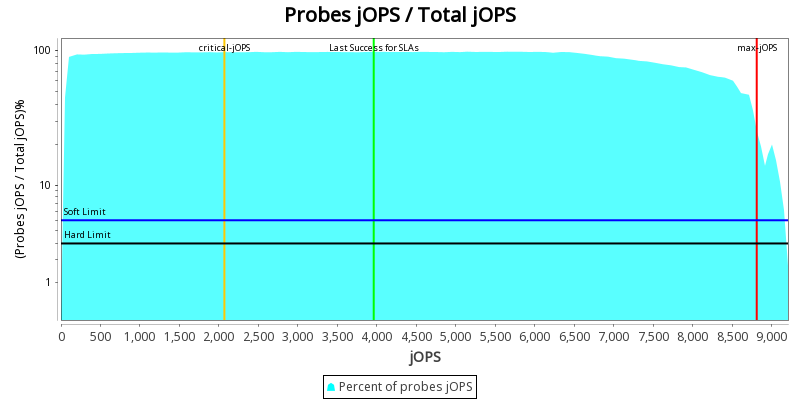 Probes jOPS / Total jOPS
(Probes jOPS / Total jOPS)%
100
10
1
critical-jOPS
Last Success for SLAs
max-jOPS
Soft Limit
Hard Limit
0 500 1,000 1,500 2,000 2,500 3,000 3,500 4,000 4,500 5,000 5,500 6,000 6,500 7,000 7,500 8,000 8,500 9,000
jOPS
Percent of probes jOPS